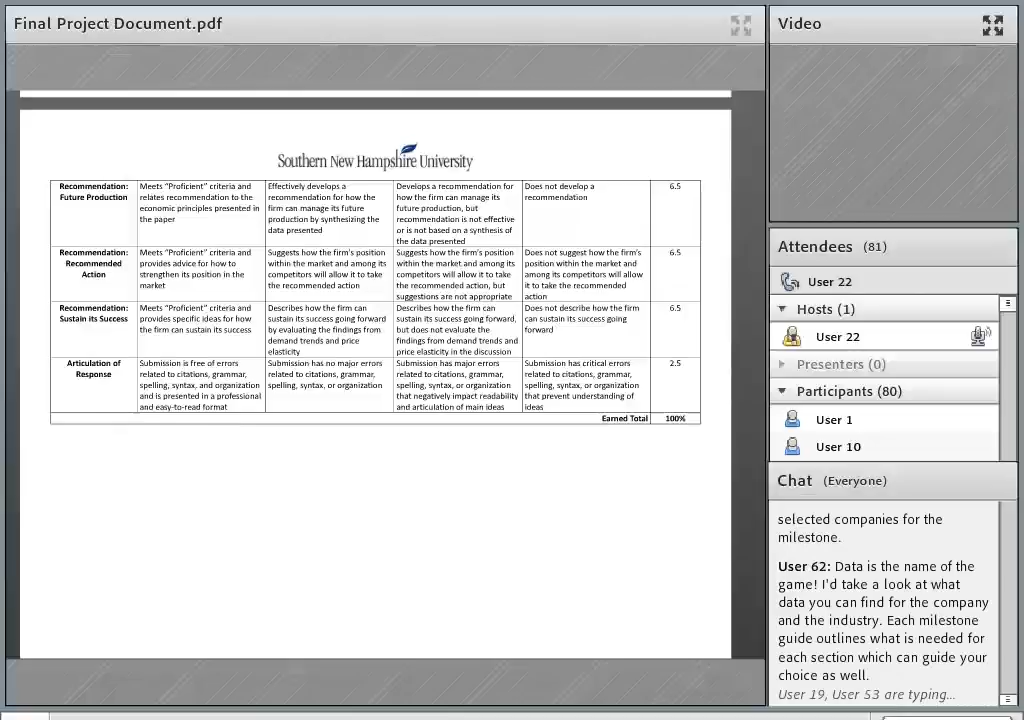 Final Project Document.pdf
Southern New Hampshire University
Recommendation:
Future Production
Meets “Proficient” criteria and
relates recommendation to the
economic principles presented in
the paper
Effectively develops a
recommendation for how the
firm can manage its future
production by synthesizing the
data presented
Develops a recommendation for
how the firm can manage its
future production, but
recommendation is not effective
or is not based on a synthesis of
the data presented
Does not develop a
recommendation
6.5
Recommendation:
Recommended
Action
Meets “Proficient” criteria and
provides advice for how to
strengthen its position in the
market
Suggests how the firm’s position
within the market and among its
competitors will allow it to take
the recommended action
Suggests how the firm’s position
within the market and among its
competitors will allow it to take
the recommended action, but
suggestions are not appropriate
Does not suggest how the firm’s
position within the market and
among its competitors will allow
it to take the recommended
action
6.5
Recommendation:
Sustain its Success
Meets “Proficient” criteria and
provides specific ideas for how
the firm can sustain its success
Describes how the firm can
sustain its success going forward
by evaluating the findings from
demand trends and price
elasticity
Describes how the firm can
sustain its success going forward,
but does not evaluate the
findings from demand trends and
price elasticity in the discussion
Does not describe how the firm
can sustain its success going
forward
6.5
Articulation of
Response
Submission is free of errors
related to citations, grammar,
spelling, syntax, and organization
and is presented in a professional
and easy-to-read format
Submission has no major errors
related to citations, grammar,
spelling, syntax, or organization
Submission has major errors
related to citations, grammar,
spelling, syntax, or organization
that negatively impact readability
and articulation of main ideas
Submission has critical errors
related to citations, grammar,
spelling, syntax, or organization
that prevent understanding of
ideas
2.5
Earned Total
100%
Video
Attendees (81)
User 22
Hosts (1)
User 22
Presenters (0)
Participants (80)
User 1
User 10
Chat (Everyone)
selected companies for the
milestone.
User 62: Data is the name of the
game! I'd take a look at what
data you can find for the company
and the industry. Each milestone
guide outlines what is needed for
each section which can guide your
choice as well.
User 19, User 53 are typing...